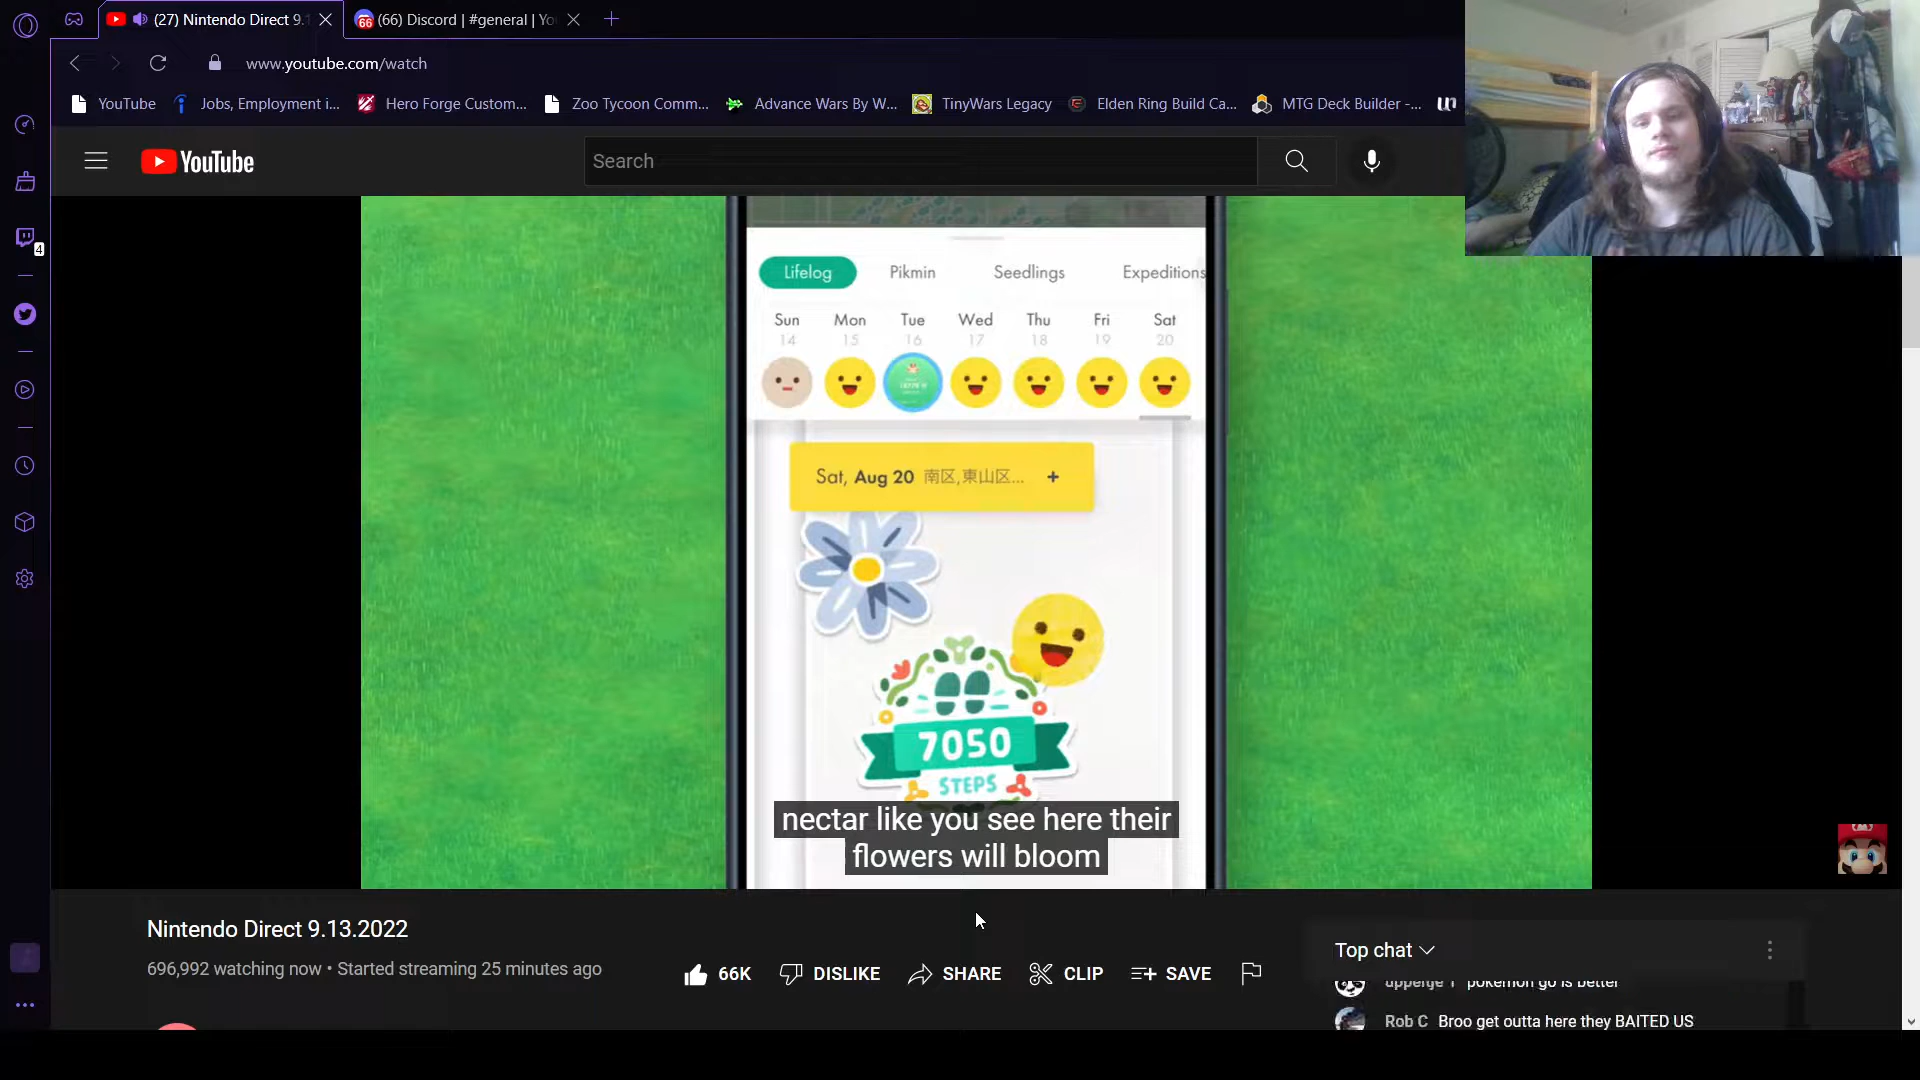 (27) Nintendo Direct 9.1
(66) Discord | #general | Yo
www.youtube.com/watch
YouTube
Jobs, Employment i...
Hero Forge Custom...
Zoo Tycoon Comm...
Advance Wars By W...
TinyWars Legacy
Elden Ring Build Ca...
MTG Deck Builder -...
YouTube
Search
4
Lifelog
Pikmin
Seedlings
Expeditions
Sun Mon Tue Wed Thu Fri Sat
14 15 16 17 18 19 20
Sat, Aug 20 南区,東山区... +
7050
STEPS
nectar like you see here their
flowers will bloom
Nintendo Direct 9.13.2022
696,992 watching now • Started streaming 25 minutes ago
66K
DISLIKE
SHARE
CLIP
SAVE
Top chat
pokemon go is better
Rob C Broo get outta here they BAITED US